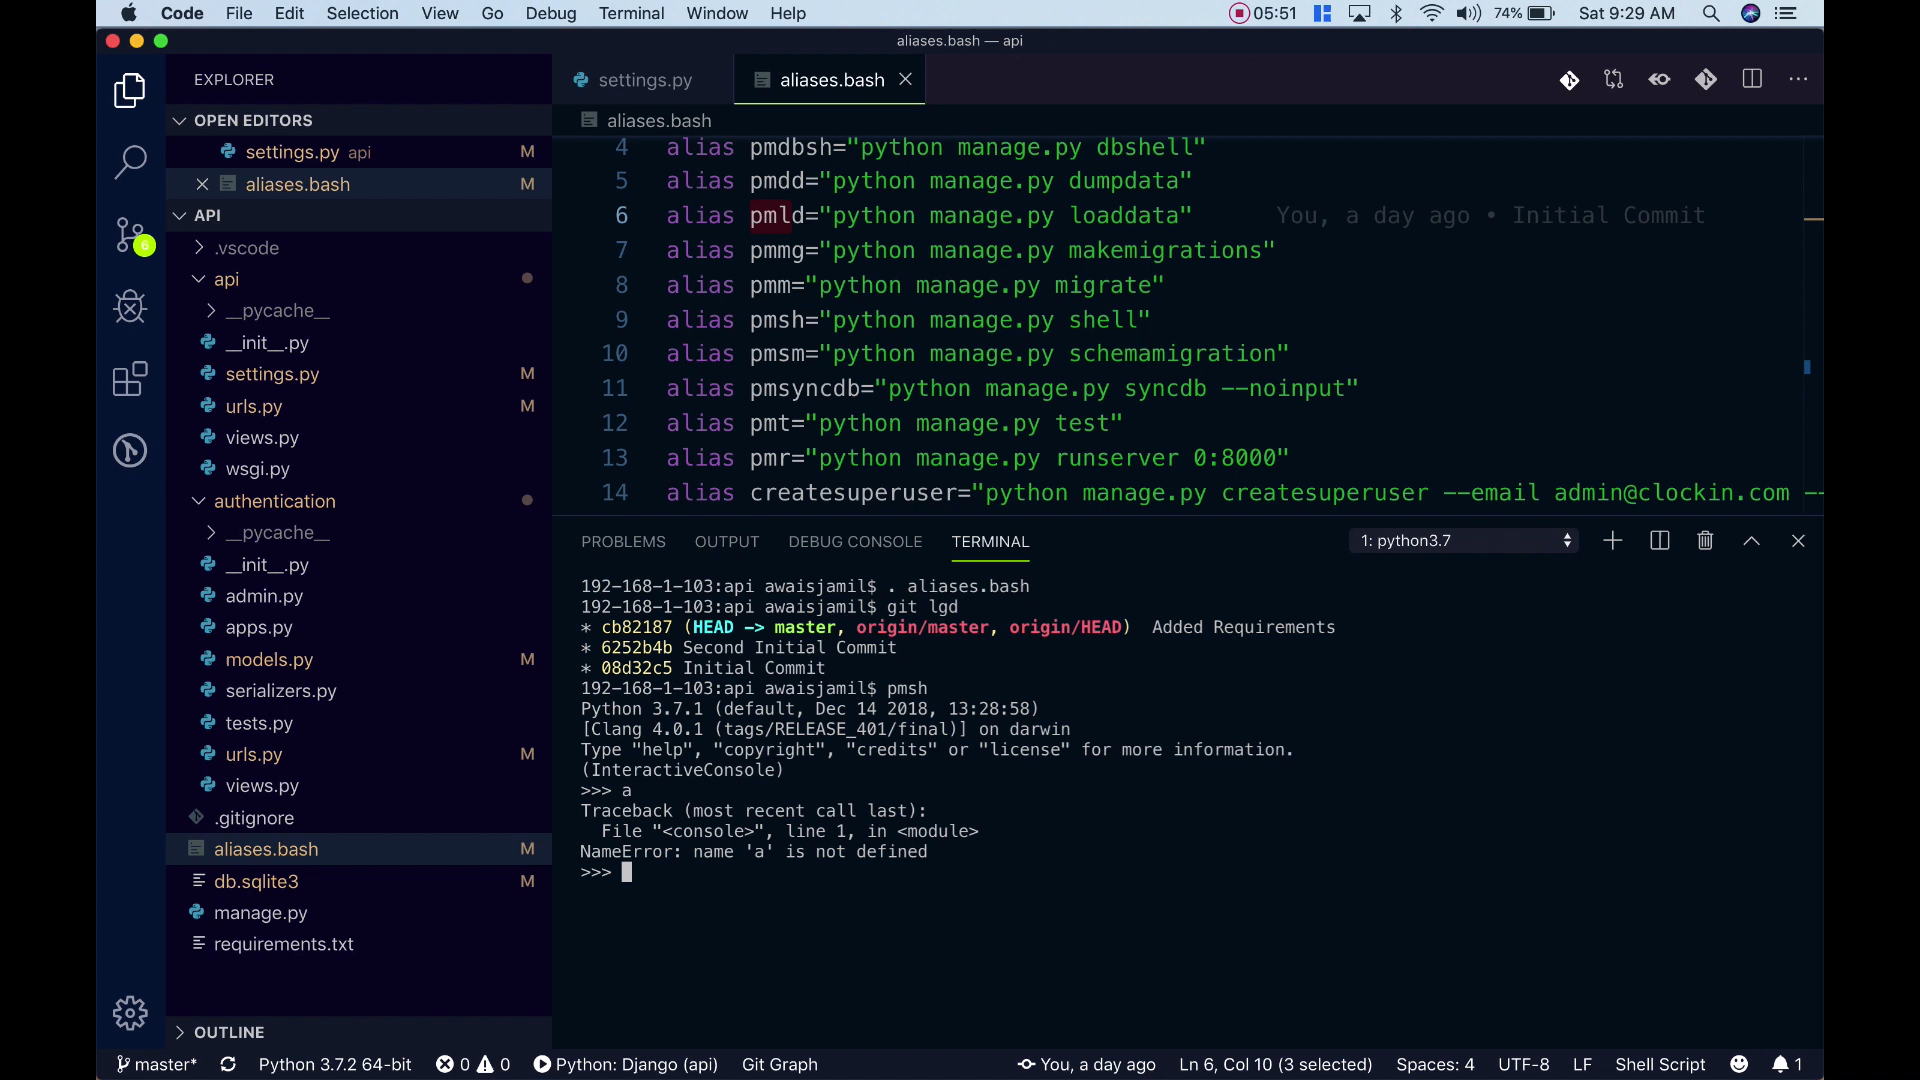 Code File Edit Selection View Go Debug Terminal Window Help 05:51 74% Sat 9:29 AM
aliases.bash — api
EXPLORER
OPEN EDITORS
settings.py api M
aliases.bash M
API
.vscode
api
__pycache__
__init__.py
settings.py M
urls.py M
views.py
wsgi.py
authentication
__pycache__
__init__.py
admin.py
apps.py
models.py M
serializers.py
tests.py
urls.py M
views.py
.gitignore
aliases.bash M
db.sqlite3 M
manage.py
requirements.txt
OUTLINE
6
settings.py aliases.bash
aliases.bash
4 alias pmdbsh="python manage.py dbshell"
5 alias pmdd="python manage.py dumpdata"
6 alias pmld="python manage.py loaddata" You, a day ago • Initial Commit
7 alias pmmg="python manage.py makemigrations"
8 alias pmm="python manage.py migrate"
9 alias pmsh="python manage.py shell"
10 alias pmsm="python manage.py schemamigration"
11 alias pmsyncdb="python manage.py syncdb --noinput"
12 alias pmt="python manage.py test"
13 alias pmr="python manage.py runserver 0:8000"
14 alias createsuperuser="python manage.py createsuperuser --email admin@clockin.com --
PROBLEMS OUTPUT DEBUG CONSOLE TERMINAL 1: python3.7
192-168-1-103:api awaisjamil$ . aliases.bash
192-168-1-103:api awaisjamil$ git lgd
* cb82187 (HEAD -> master, origin/master, origin/HEAD) Added Requirements
* 6252b4b Second Initial Commit
* 08d32c5 Initial Commit
192-168-1-103:api awaisjamil$ pmsh
Python 3.7.1 (default, Dec 14 2018, 13:28:58)
[Clang 4.0.1 (tags/RELEASE_401/final)] on darwin
Type "help", "copyright", "credits" or "license" for more information.
(InteractiveConsole)
>>> a
Traceback (most recent call last):
  File "<console>", line 1, in <module>
NameError: name 'a' is not defined
>>>
master* Python 3.7.2 64-bit 0 0 Python: Django (api) Git Graph You, a day ago Ln 6, Col 10 (3 selected) Spaces: 4 UTF-8 LF Shell Script 1